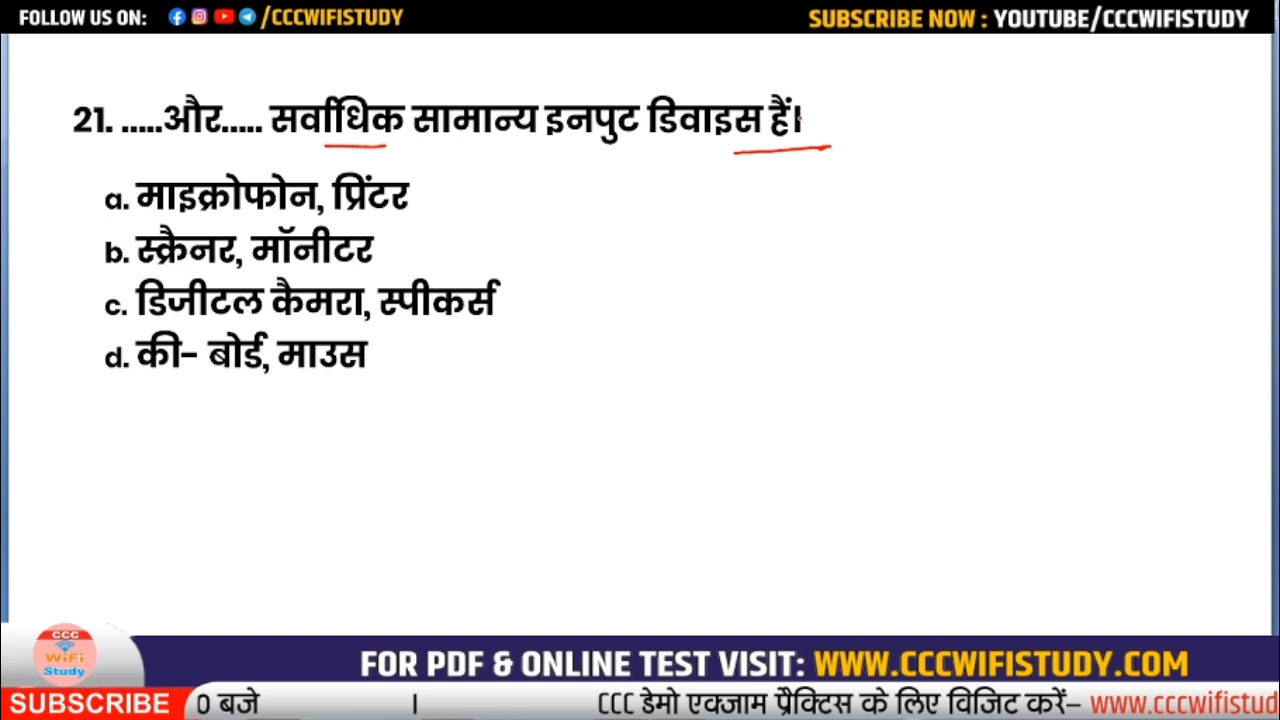 FOLLOW US ON: /CCCWIFISTUDY
SUBSCRIBE NOW : YOUTUBE/CCCWIFISTUDY
21. .....और..... सर्वाधिक सामान्य इनपुट डिवाइस हैं।
a. माइक्रोफोन, प्रिंटर
b. स्क्रैनर, मॉनीटर
c. डिजीटल कैमरा, स्पीकर्स
d. की- बोर्ड, माउस
CCC
WiFi
Study
FOR PDF & ONLINE TEST VISIT: WWW.CCCWIFISTUDY.COM
SUBSCRIBE 0 बजे । CCC डेमो एक्जाम प्रैक्टिस के लिए विजिट करें– www.cccwifistud